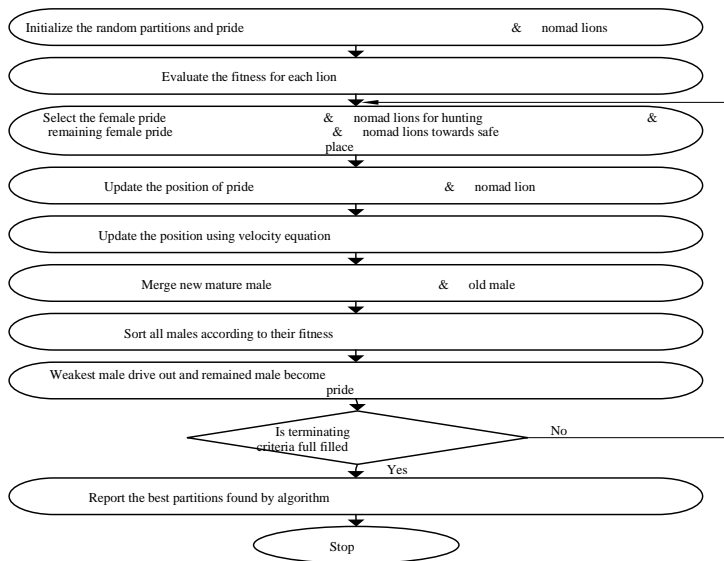 Initialize the random partitions and pride & nomad lions
Evaluate the fitness for each lion
Select the female pride & nomad lions for hunting &
remaining female pride & nomad lions towards safe
place
Update the position of pride & nomad lion
Update the position using velocity equation
Merge new mature male & old male
Sort all males according to their fitness
Weakest male drive out and remained male become
pride
Is terminating
criteria full filled
No
Yes
Report the best partitions found by algorithm
Stop